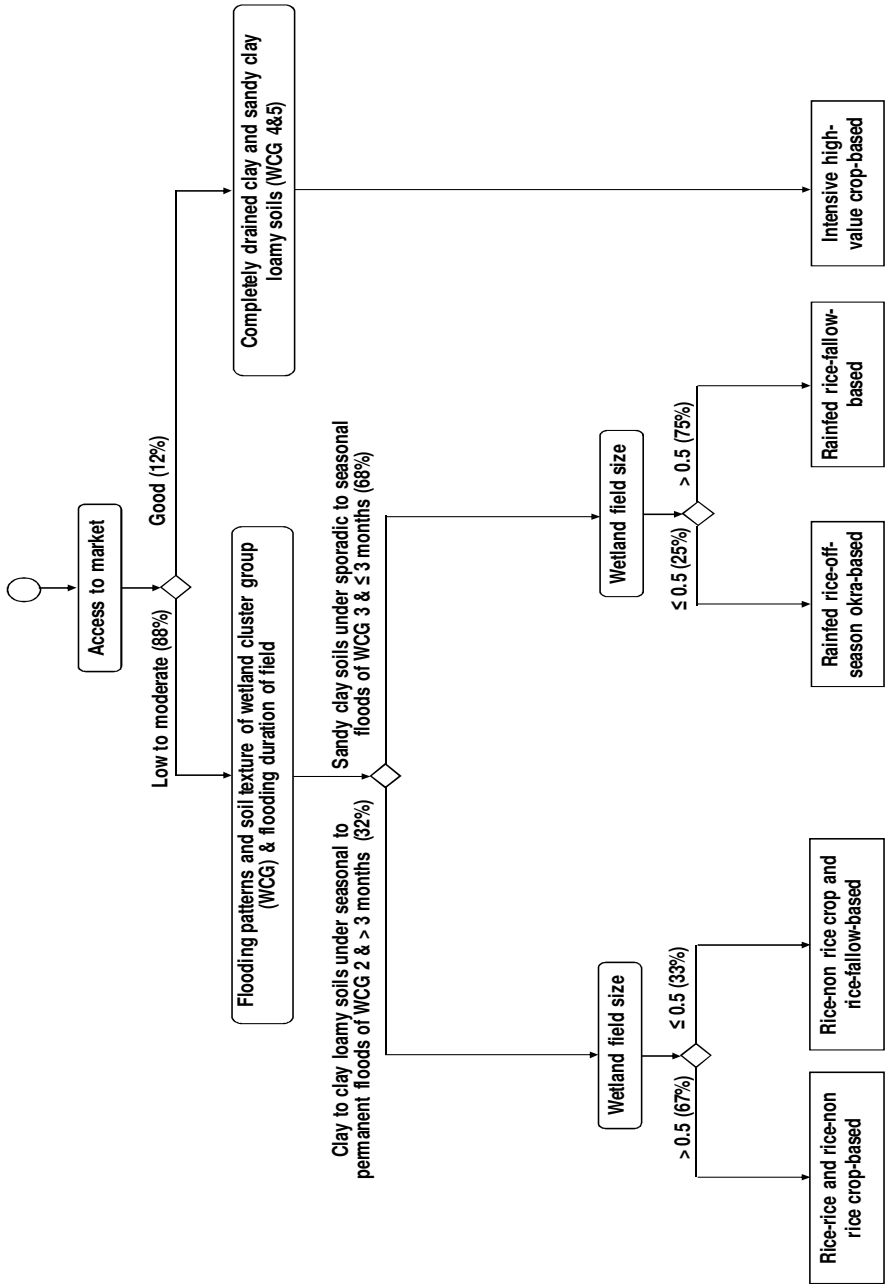 Access to market
Low to moderate (88%)
Good (12%)
Flooding patterns and soil texture of wetland cluster group
(WCG) & flooding duration of field
Completely drained clay and sandy clay
loamy soils (WCG 4&5)
Clay to clay loamy soils under seasonal to
permanent floods of WCG 2 & > 3 months (32%)
Sandy clay soils under sporadic to seasonal
floods of WCG 3 & ≤ 3 months (68%)
Wetland field size
> 0.5 (67%)
≤ 0.5 (33%)
Wetland field size
≤ 0.5 (25%)
> 0.5 (75%)
Rice-rice and rice-non
rice crop-based
Rice-non rice crop and
rice-fallow-based
Rainfed rice-off-
season okra-based
Rainfed rice-fallow-
based
Intensive high-
value crop-based